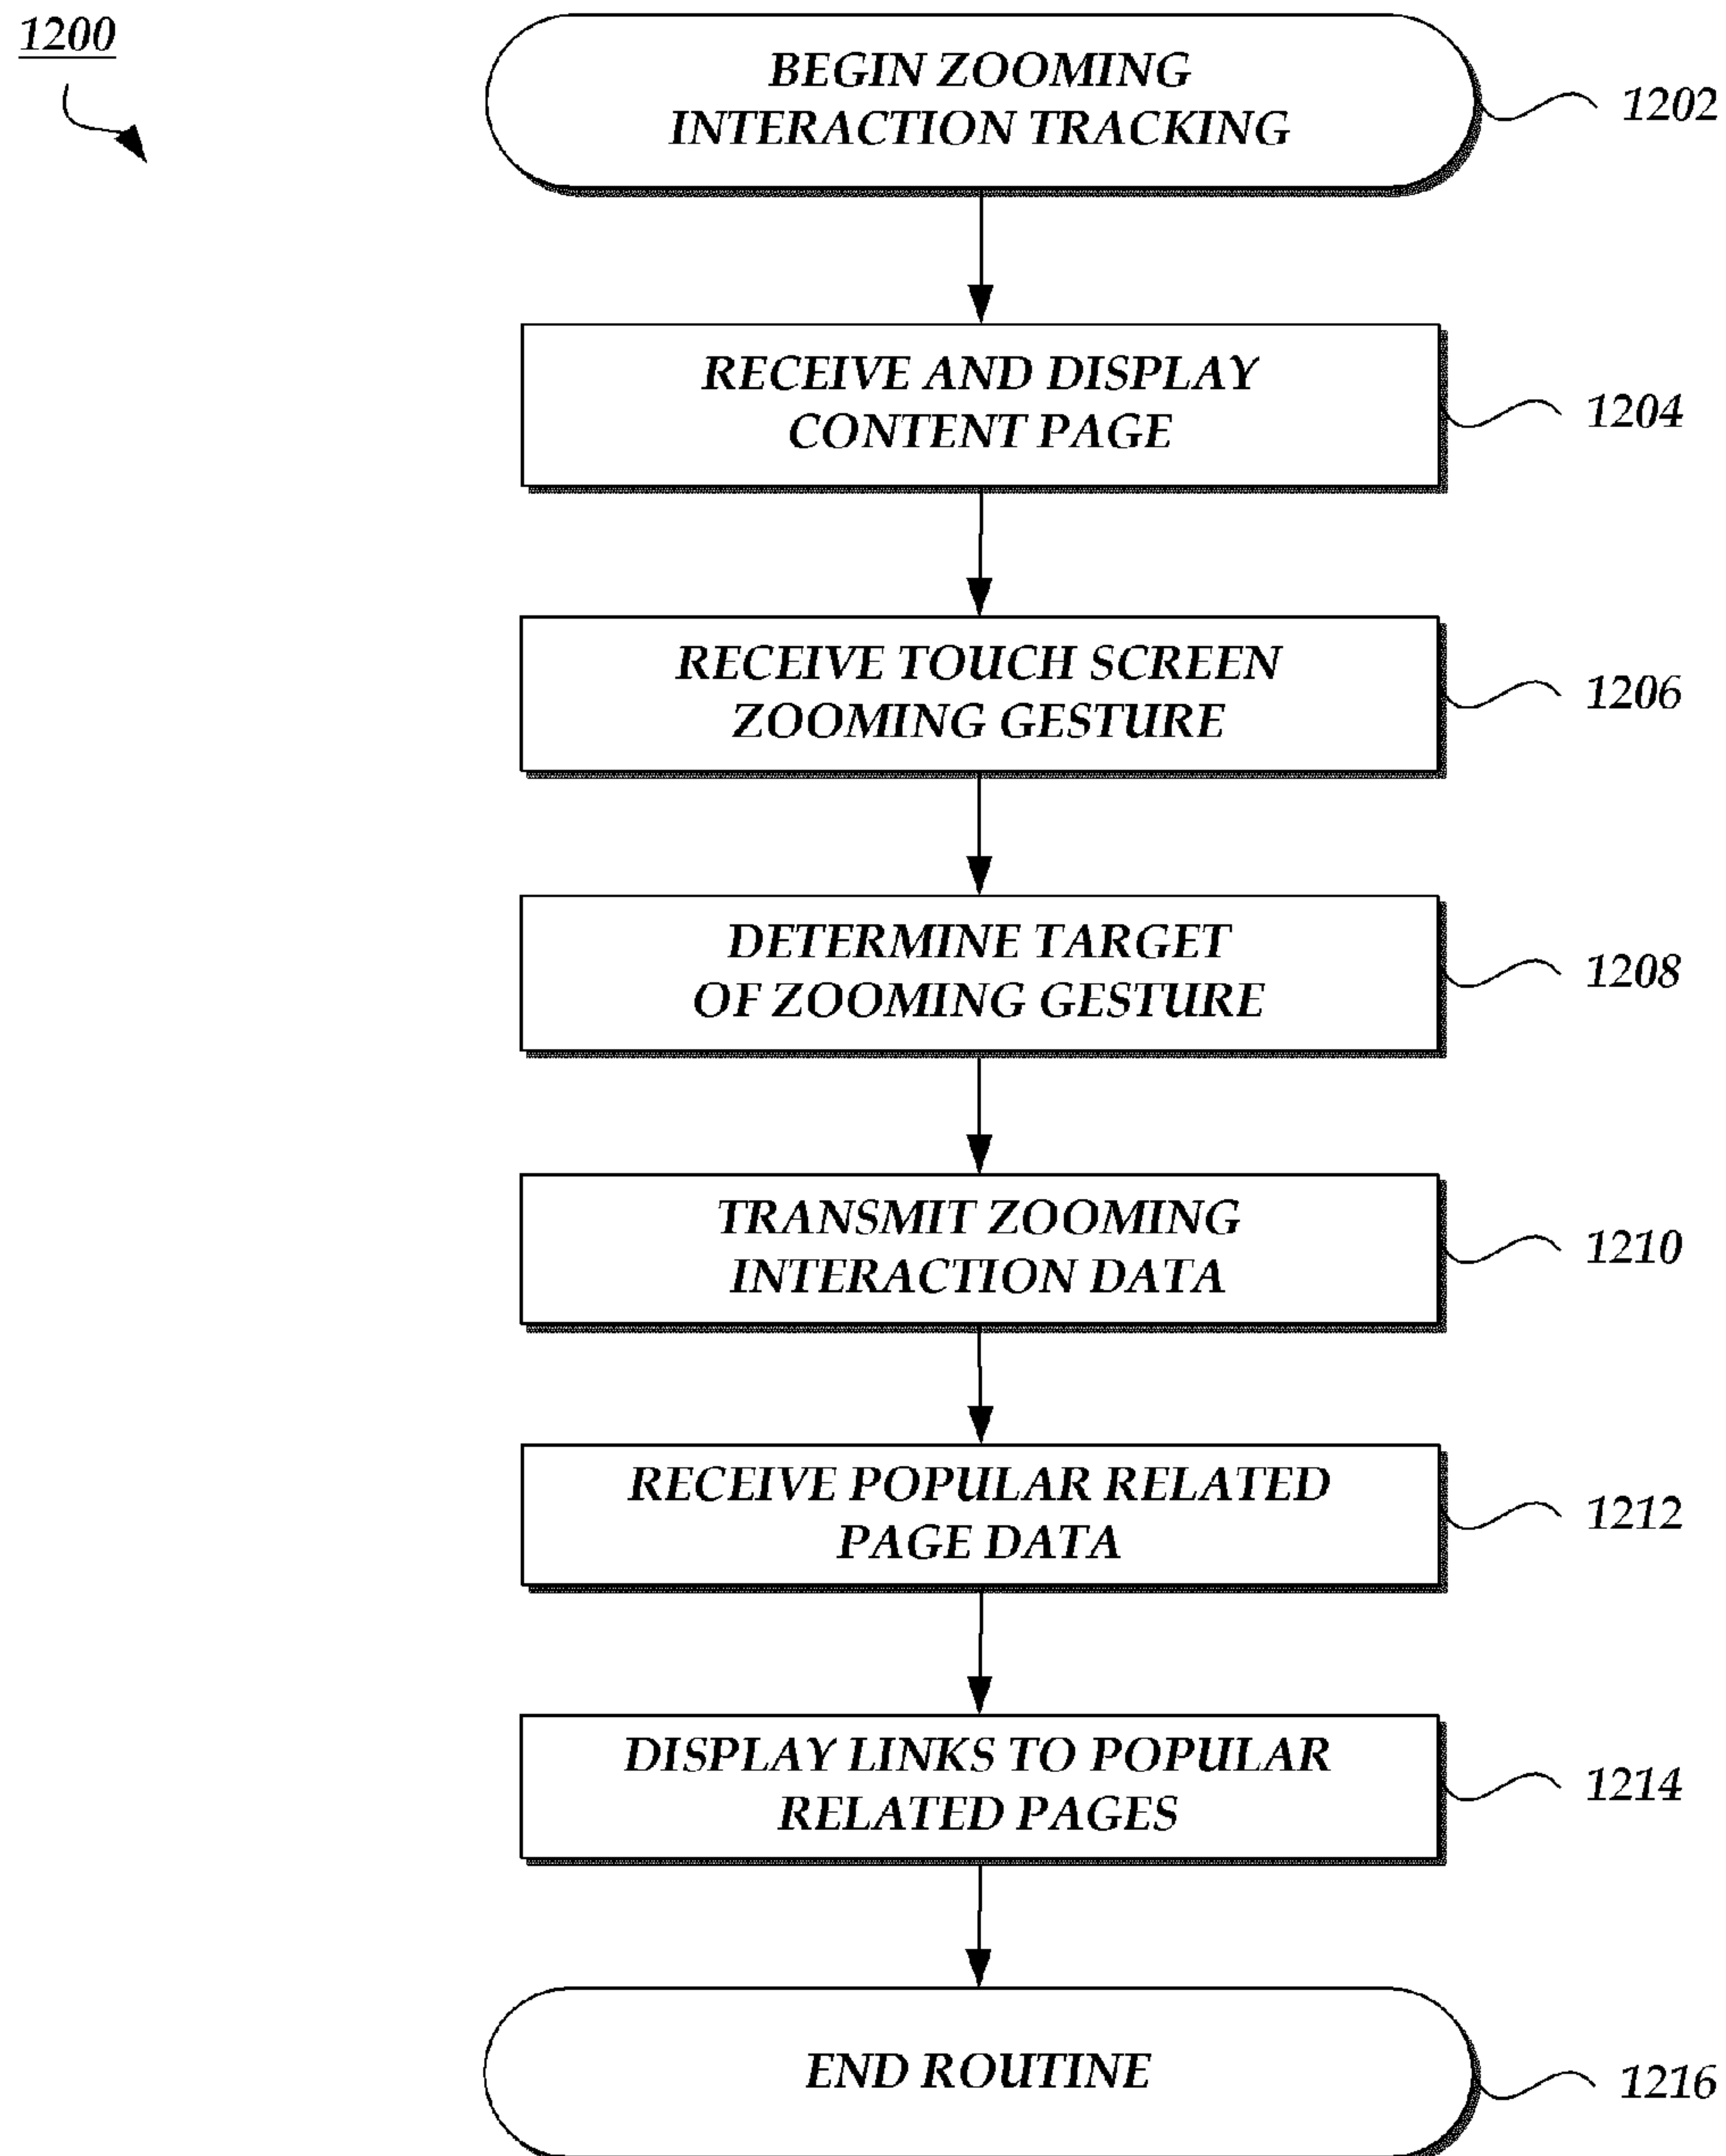 1200
BEGIN ZOOMING
INTERACTION TRACKING
1202
RECEIVE AND DISPLAY
CONTENT PAGE
1204
RECEIVE TOUCH SCREEN
ZOOMING GESTURE
1206
DETERMINE TARGET
OF ZOOMING GESTURE
1208
TRANSMIT ZOOMING
INTERACTION DATA
1210
RECEIVE POPULAR RELATED
PAGE DATA
1212
DISPLAY LINKS TO POPULAR
RELATED PAGES
1214
END ROUTINE
1216